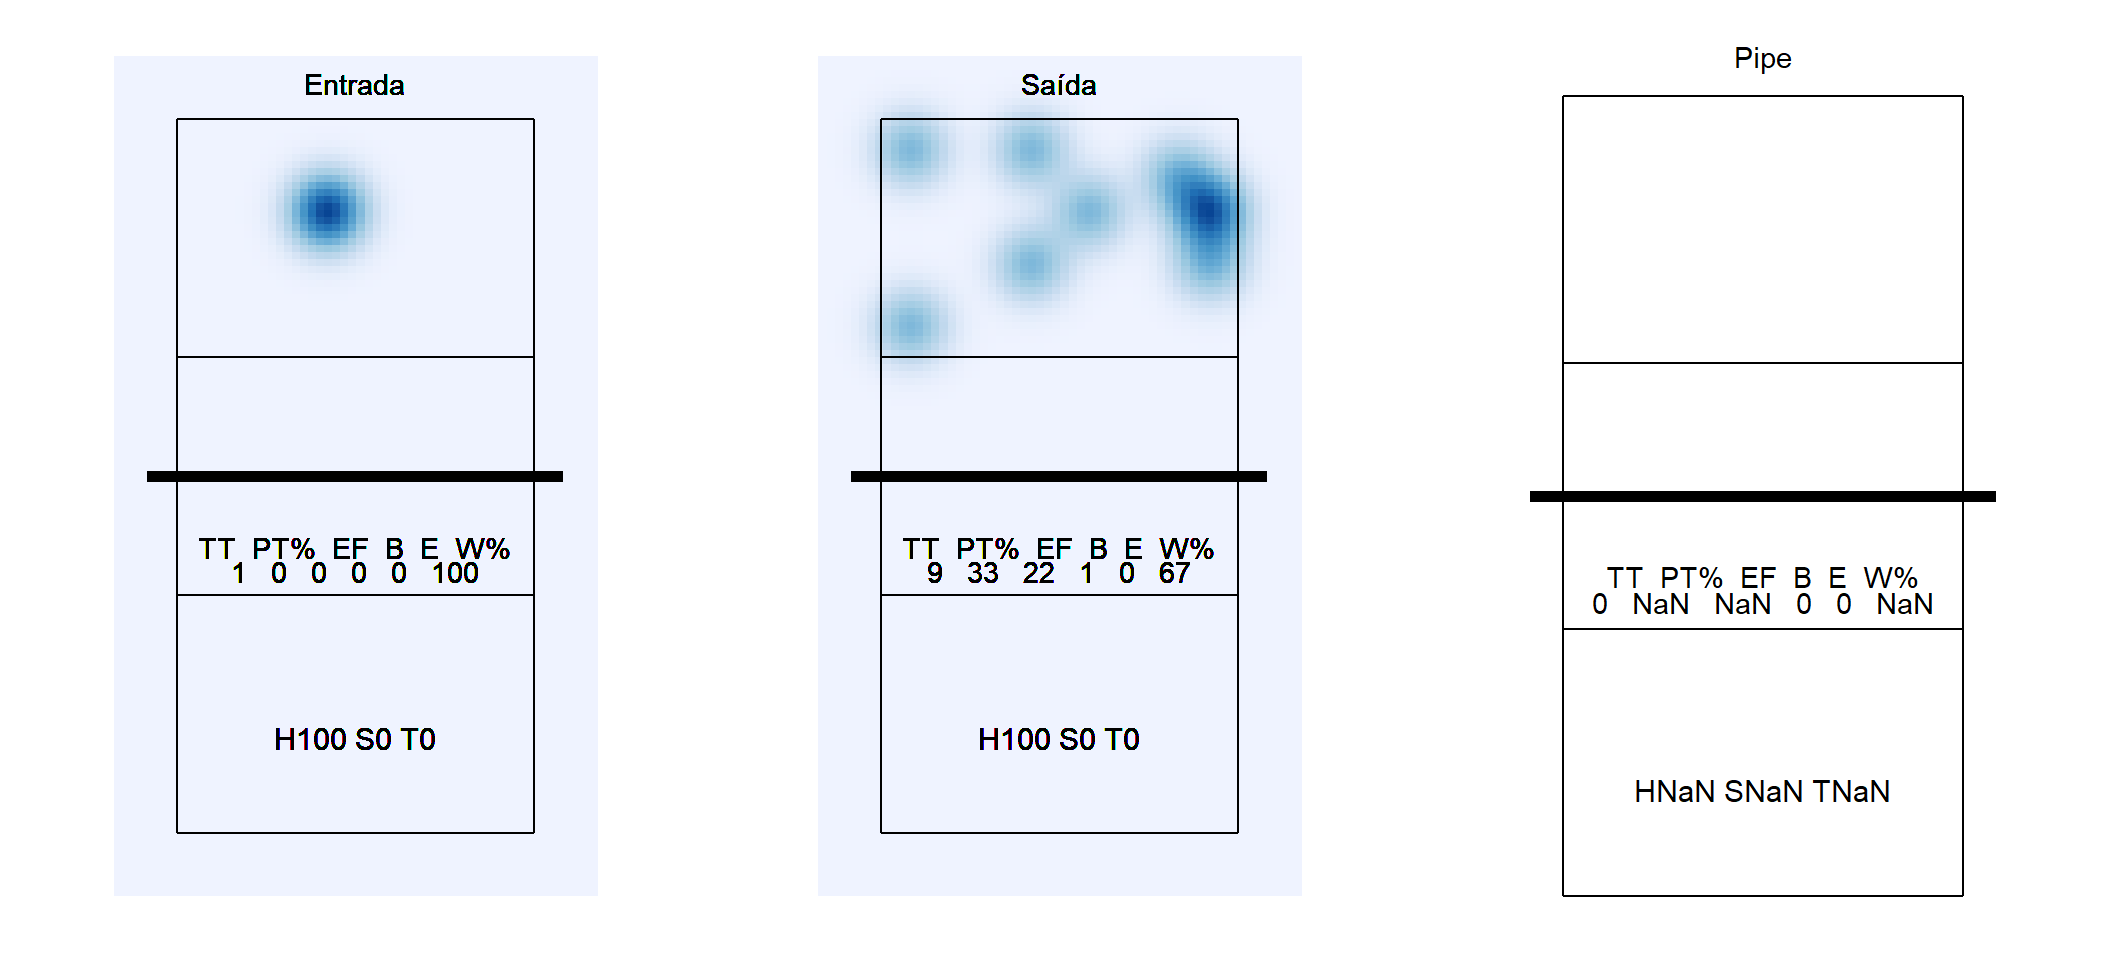 Entrada
TT PT% EF B E W%
1 0 0 0 0 100
H100 S0 T0
Saída
TT PT% EF B E W%
9 33 22 1 0 67
H100 S0 T0
Pipe
TT PT% EF B E W%
0 NaN NaN 0 0 NaN
HNaN SNaN TNaN